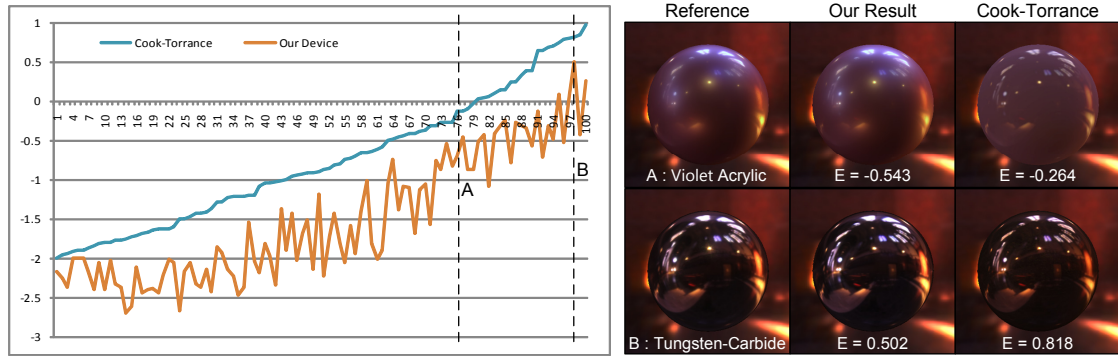 1
0.5
0
-0.5
-1
-1.5
-2
-2.5
-3
Cook-Torrance Our Device
1 4 7 10 13 16 19 22 25 28 31 34 37 40 43 46 49 52 55 58 61 64 67 70 73 76 79 82 85 88 91 94 97 100
A
B
Reference Our Result Cook-Torrance
A : Violet Acrylic E = -0.543 E = -0.264
B : Tungsten-Carbide E = 0.502 E = 0.818